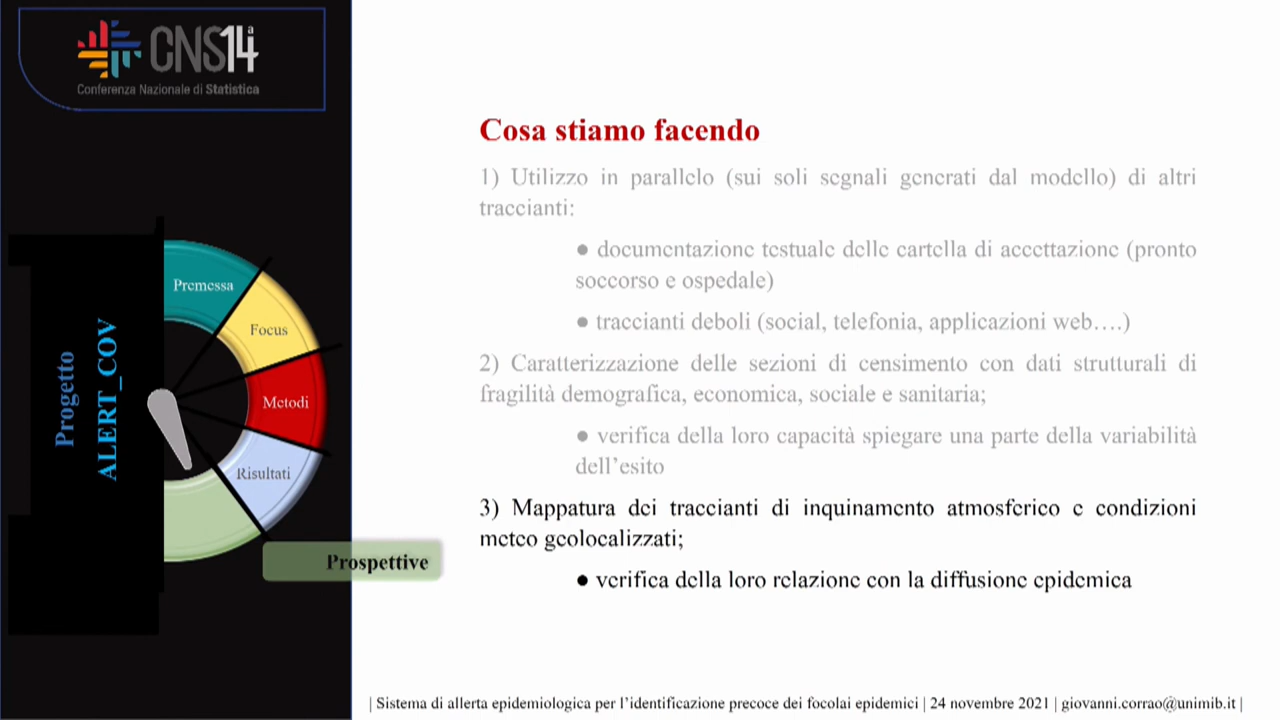 CNS14ª
Conferenza Nazionale di Statistica
Progetto
ALERT_COV
Premessa
Focus
Metodi
Risultati
Prospettive
Cosa stiamo facendo
1) Utilizzo in parallelo (sui soli segnali generati dal modello) di altri
traccianti:
● documentazione testuale delle cartella di accettazione (pronto
soccorso e ospedale)
● traccianti deboli (social, telefonia, applicazioni web….)
2) Caratterizzazione delle sezioni di censimento con dati strutturali di
fragilità demografica, economica, sociale e sanitaria;
● verifica della loro capacità spiegare una parte della variabilità
dell’esito
3) Mappatura dei traccianti di inquinamento atmosferico e condizioni
meteo geolocalizzati;
● verifica della loro relazione con la diffusione epidemica
| Sistema di allerta epidemiologica per l’identificazione precoce dei focolai epidemici | 24 novembre 2021 | giovanni.corrao@unimib.it |